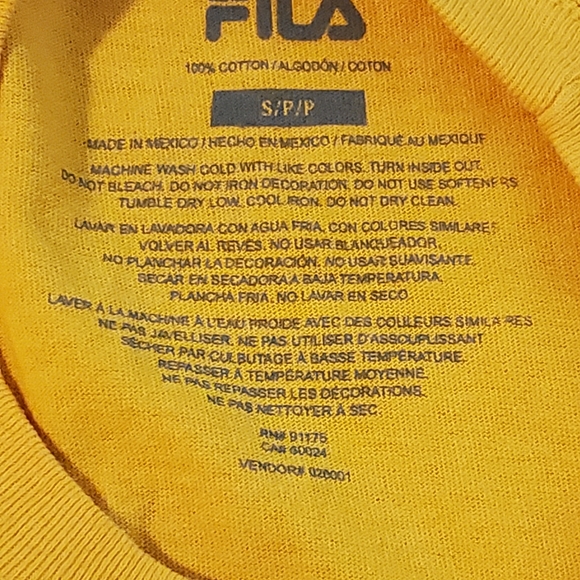 FILA
100% COTTON / ALGODÓN / COTON
S/P/P
MADE IN MEXICO / HECHO EN MEXICO / FABRIQUÉ AU MEXIQUE
MACHINE WASH COLD WITH LIKE COLORS. TURN INSIDE OUT.
DO NOT BLEACH. DO NOT IRON DECORATION. DO NOT USE SOFTENERS
TUMBLE DRY LOW. COOL IRON. DO NOT DRY CLEAN.
LAVAR EN LAVADORA CON AGUA FRIA, CON COLORES SIMILARES
VOLVER AL REVÉS. NO USAR BLANQUEADOR.
NO PLANCHAR LA DECORACIÓN. NO USAR SUAVISANTE.
SECAR EN SECADORA A BAJA TEMPERATURA.
PLANCHA FRIA. NO LAVAR EN SECO
LAVER À LA MACHINE À L'EAU FROIDE AVEC DES COULEURS SIMILARES
NE PAS JAVELLISER. NE PAS UTILISER D'ASSOUPLISSANT
SÉCHER PAR CULBUTAGE À BASSE TEMPÉRATURE.
REPASSER À TEMPÉRATURE MOYENNE.
NE PAS REPASSER LES DÉCORATIONS.
NE PAS NETTOYER À SEC
RN# 91175
CA# 60024
VENDOR# 020001